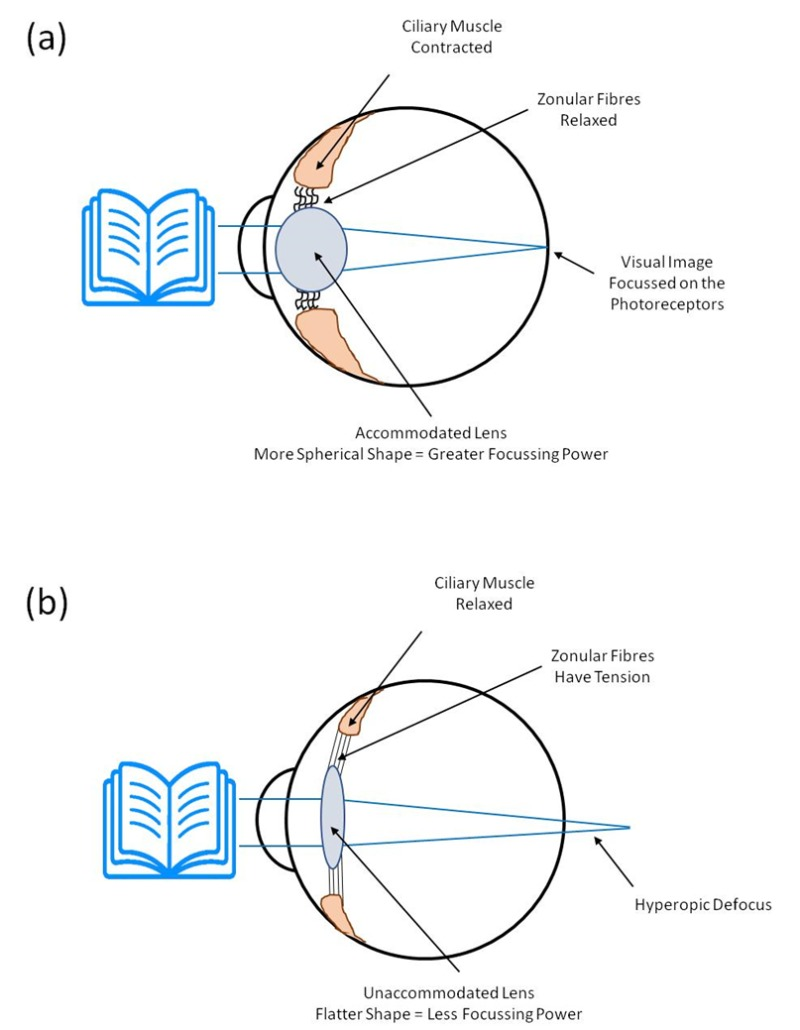 (a)
Ciliary Muscle
Contracted
Zonular Fibres
Relaxed
Visual Image
Focussed on the
Photoreceptors
Accommodated Lens
More Spherical Shape = Greater Focussing Power
(b)
Ciliary Muscle
Relaxed
Zonular Fibres
Have Tension
Hyperopic Defocus
Unaccommodated Lens
Flatter Shape = Less Focussing Power